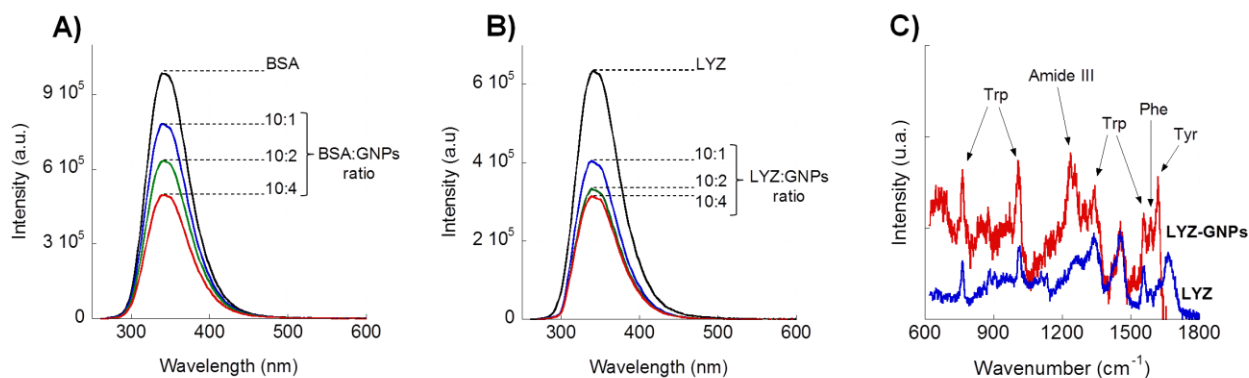 A)
BSA
10:1
10:2
10:4
BSA:GNPs
ratio
9 10⁵
6 10⁵
3 10⁵
0
300
400
500
600
Intensity (a.u.)
Wavelength (nm)
B)
LYZ
10:1
10:2
10:4
LYZ:GNPs
ratio
6 10⁵
4 10⁵
2 10⁵
0
300
400
500
600
Intensity (a.u)
Wavelength (nm)
C)
Amide III
Trp
Trp
Phe
Tyr
LYZ-GNPs
LYZ
600
900
1200
1500
1800
Intensity (u.a.)
Wavenumber (cm⁻¹)